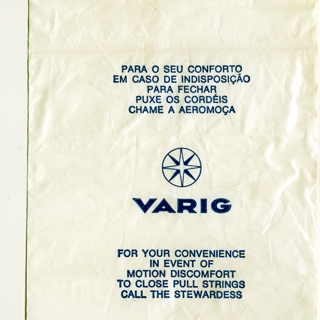 PARA O SEU CONFORTO
EM CASO DE INDISPOSIÇÃO
PARA FECHAR
PUXE OS CORDÉIS
CHAME A AEROMOÇA
VARIG
FOR YOUR CONVENIENCE
IN EVENT OF
MOTION DISCOMFORT
TO CLOSE PULL STRINGS
CALL THE STEWARDESS